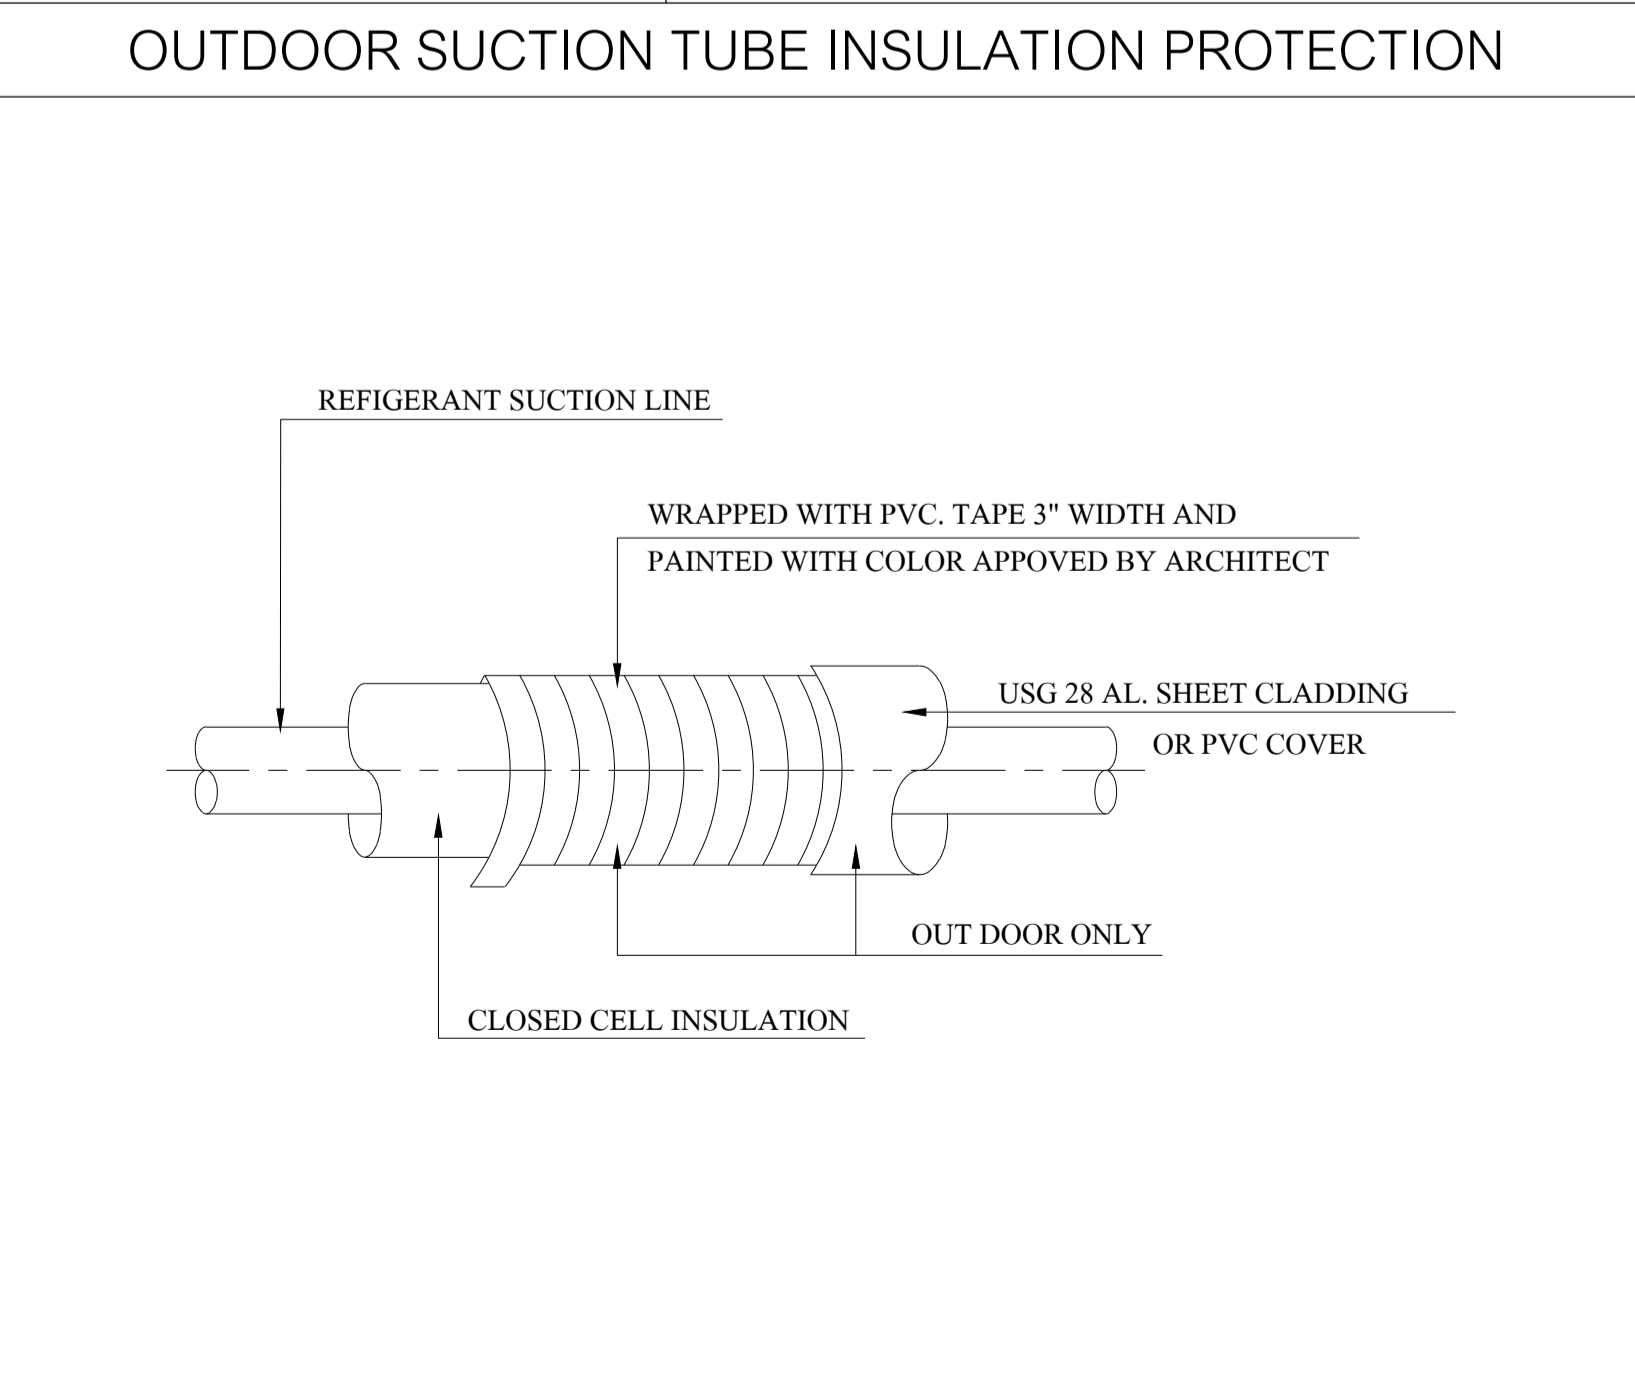 OUTDOOR SUCTION TUBE INSULATION PROTECTION
REFIGERANT SUCTION LINE
WRAPPED WITH PVC. TAPE 3" WIDTH AND
PAINTED WITH COLOR APPOVED BY ARCHITECT
USG 28 AL. SHEET CLADDING
OR PVC COVER
OUT DOOR ONLY
CLOSED CELL INSULATION